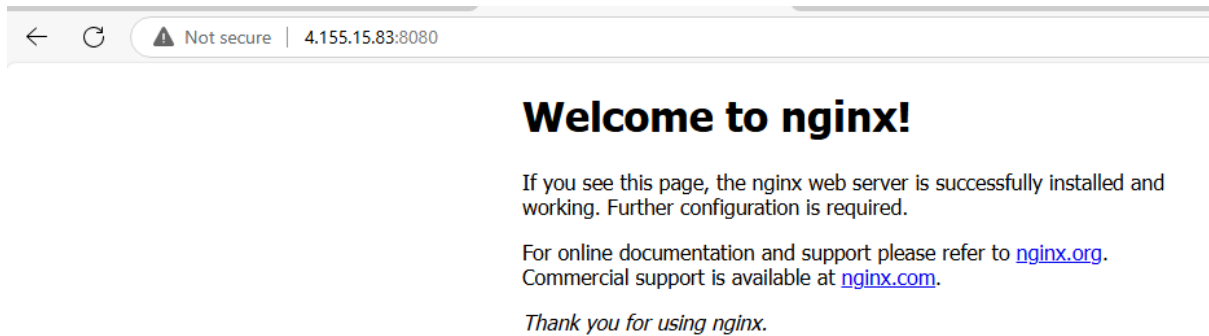 Not secure 4.155.15.83:8080
Welcome to nginx!
If you see this page, the nginx web server is successfully installed and
working. Further configuration is required.
For online documentation and support please refer to nginx.org.
Commercial support is available at nginx.com.
Thank you for using nginx.